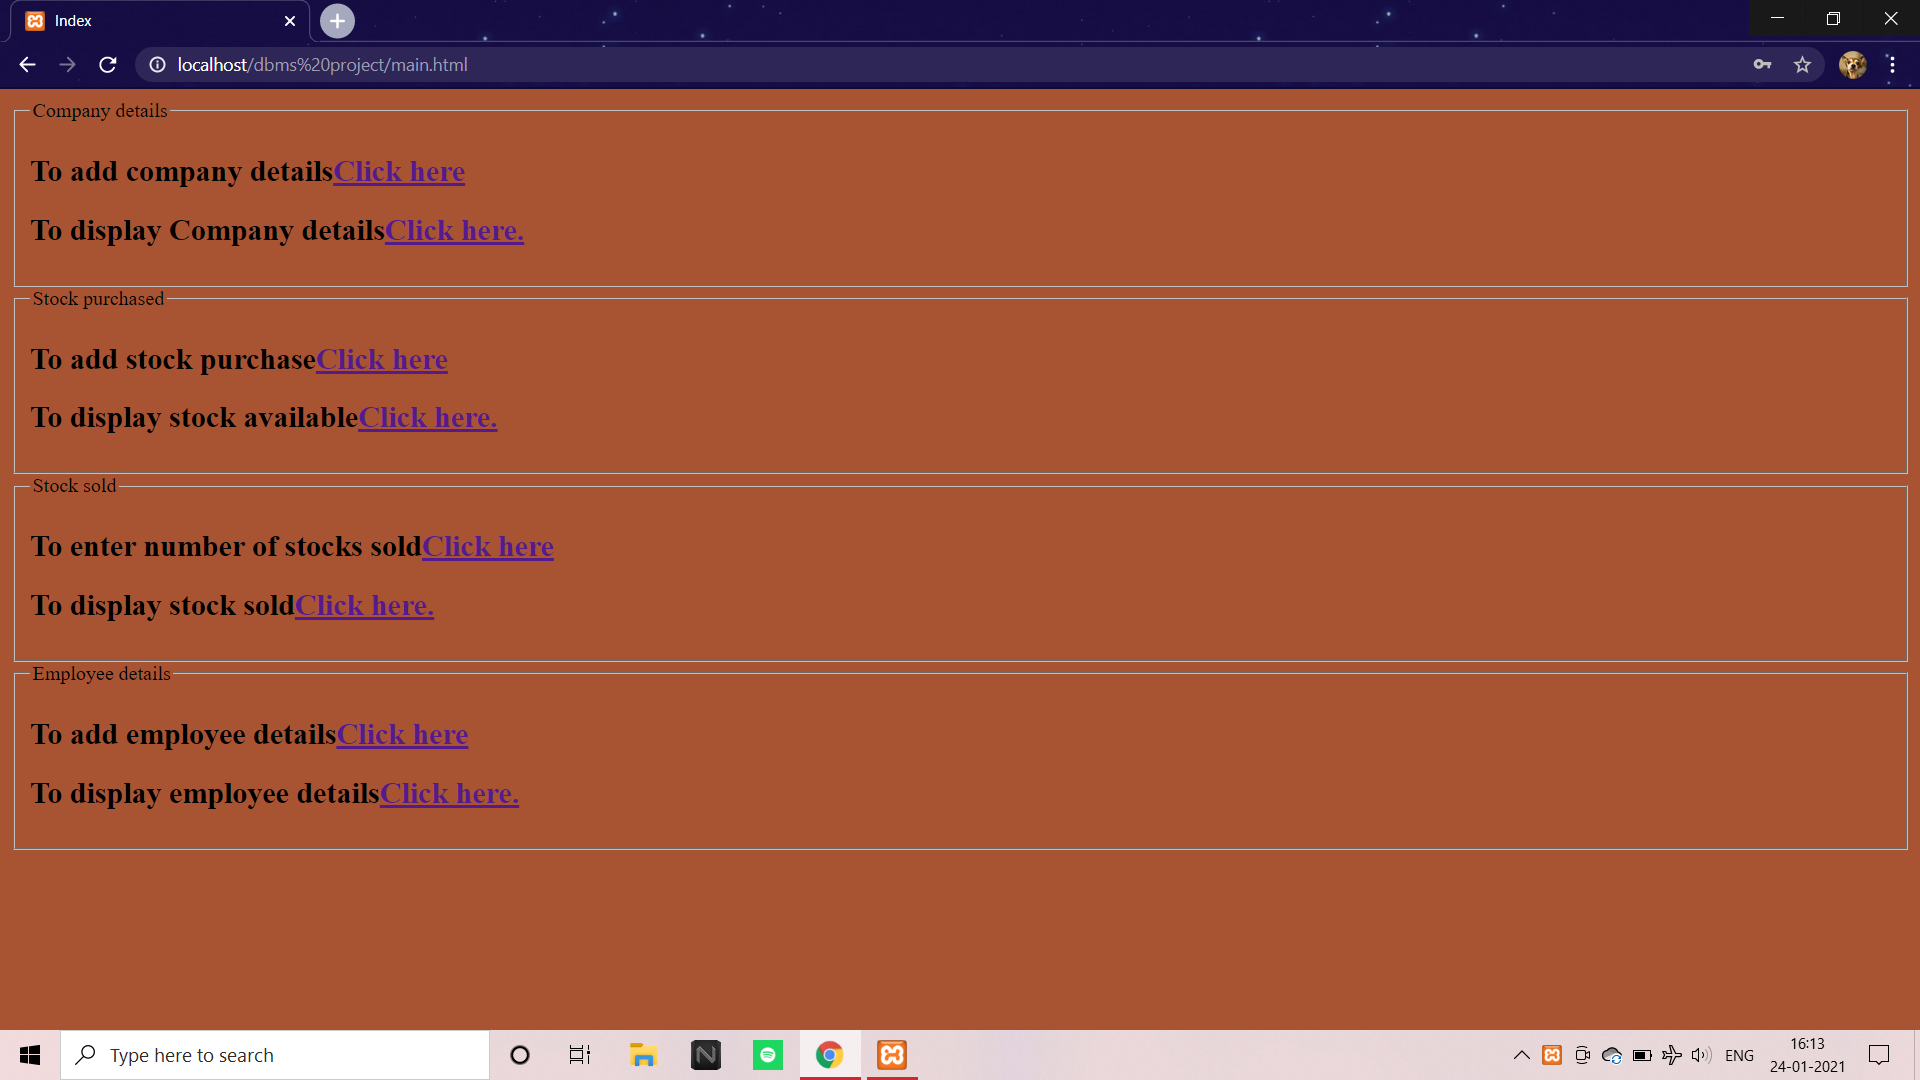 Index
localhost/dbms%20project/main.html
Company details
To add company detailsClick here
To display Company detailsClick here.
Stock purchased
To add stock purchaseClick here
To display stock availableClick here.
Stock sold
To enter number of stocks soldClick here
To display stock soldClick here.
Employee details
To add employee detailsClick here
To display employee detailsClick here.
Type here to search
ENG
16:13
24-01-2021